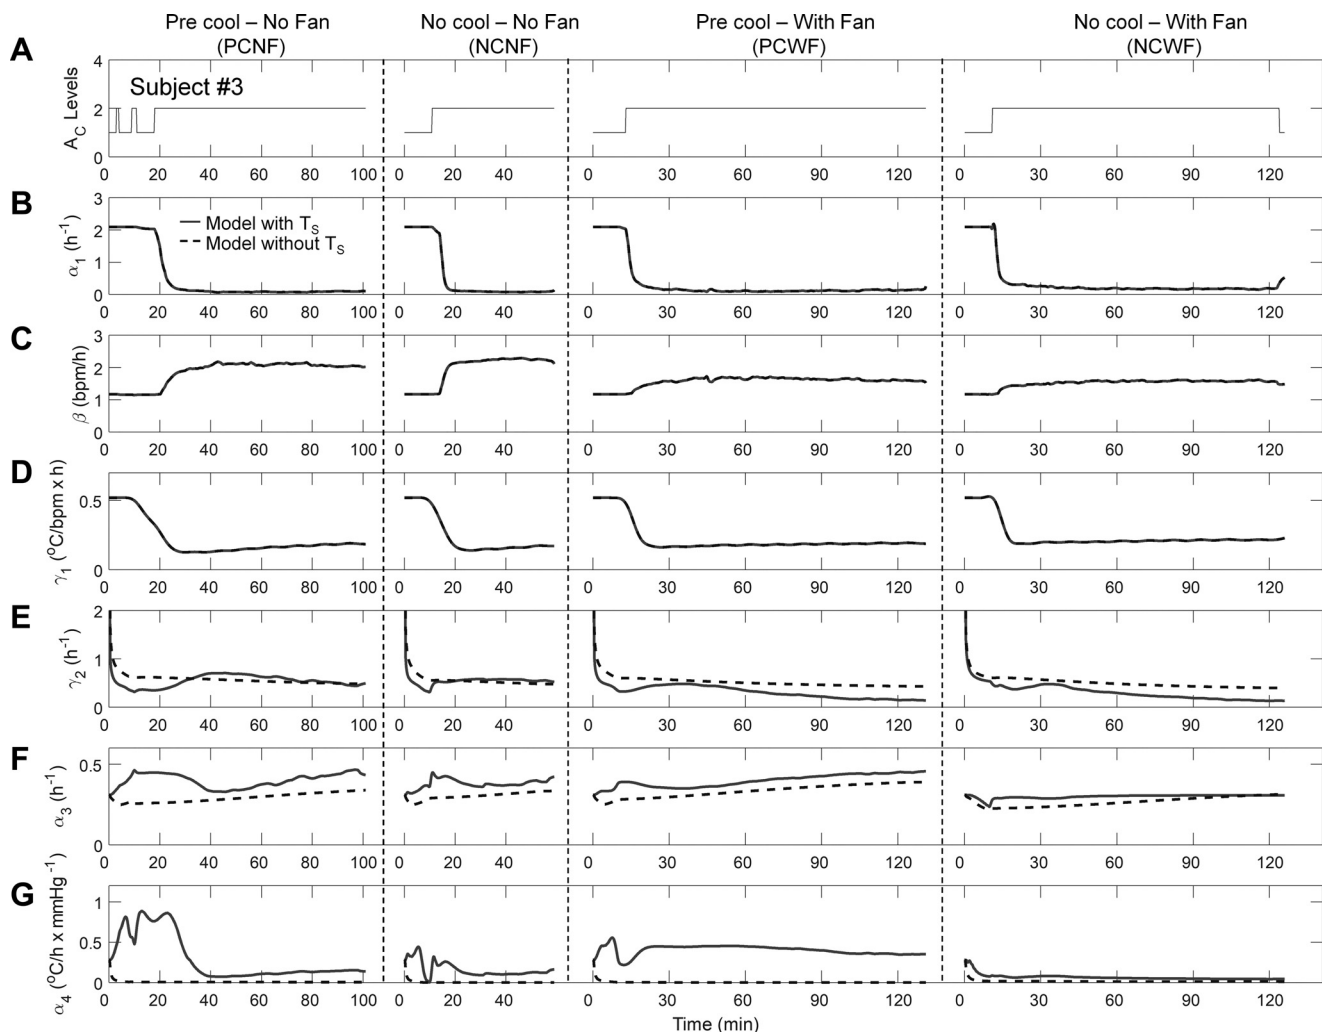 Pre cool – No Fan
(PCNF)
No cool – No Fan
(NCNF)
Pre cool – With Fan
(PCWF)
No cool – With Fan
(NCWF)
A
A_C Levels
4
2
0
Subject #3
0 20 40 60 80 100
0 20 40 60
0 30 60 90 120
0 30 60 90 120
B
α_1 (h^-1)
3
2
1
0
Model with T_S
Model without T_S
0 20 40 60 80 100
0 20 40 60
0 30 60 90 120
0 30 60 90 120
C
β (bpm/h)
3
2
1
0
0 20 40 60 80 100
0 20 40 60
0 30 60 90 120
0 30 60 90 120
D
γ_1 (°C/bpm x h)
0.5
0
0 20 40 60 80 100
0 20 40 60
0 30 60 90 120
0 30 60 90 120
E
γ_2 (h^-1)
2
1
0
0 20 40 60 80 100
0 20 40 60
0 30 60 90 120
0 30 60 90 120
F
α_3 (h^-1)
0.5
0
0 20 40 60 80 100
0 20 40 60
0 30 60 90 120
0 30 60 90 120
G
α_4 (°C/h x mmHg^-1)
1
0.5
0
0 20 40 60 80 100
0 20 40 60
0 30 60 90 120
0 30 60 90 120
Time (min)